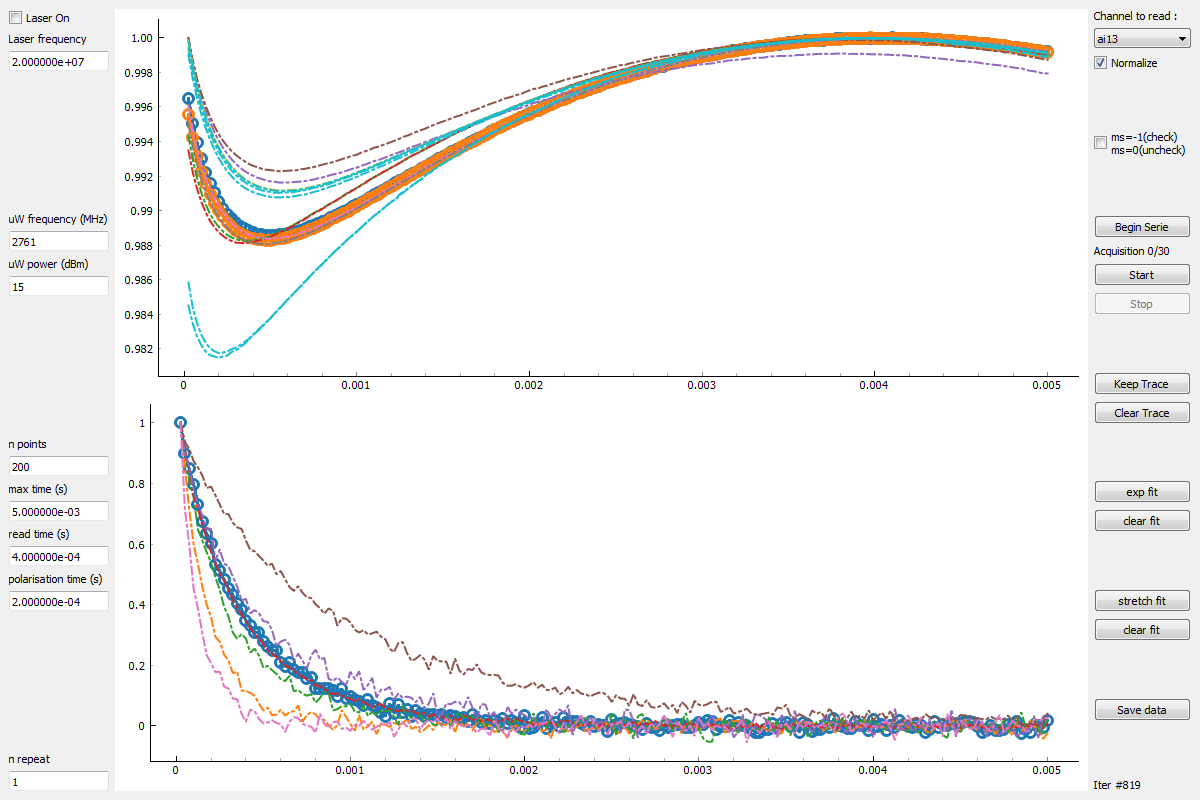 Laser On
Laser frequency
2.000000e+07
uW frequency (MHz)
2761
uW power (dBm)
15
n points
200
max time (s)
5.000000e-03
read time (s)
4.000000e-04
polarisation time (s)
2.000000e-04
n repeat
1
1.00
0.998
0.996
0.994
0.992
0.99
0.988
0.986
0.984
0.982
0 0.001 0.002 0.003 0.004 0.005
1
0.8
0.6
0.4
0.2
0
0 0.001 0.002 0.003 0.004 0.005
Channel to read :
ai13
Normalize
ms=-1(check)
ms=0(uncheck)
Begin Serie
Acquisition 0/30
Start
Stop
Keep Trace
Clear Trace
exp fit
clear fit
stretch fit
clear fit
Save data
Iter #819